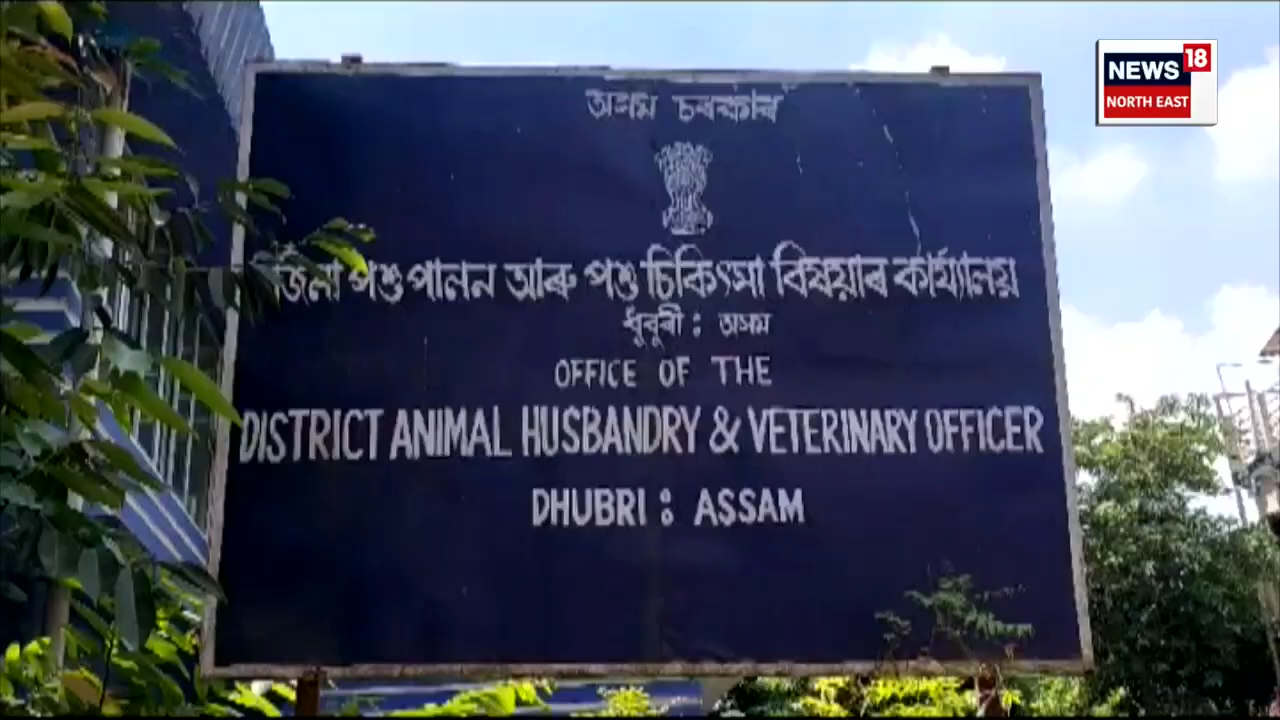 অসম চৰকাৰ
জিলা পশু পালন আৰু পশু চিকিৎসা বিষয়াৰ কাৰ্য্যালয়
ধুবুৰী : অসম
OFFICE OF THE
DISTRICT ANIMAL HUSBANDRY & VETERINARY OFFICER
DHUBRI : ASSAM
NEWS 18
NORTH EAST